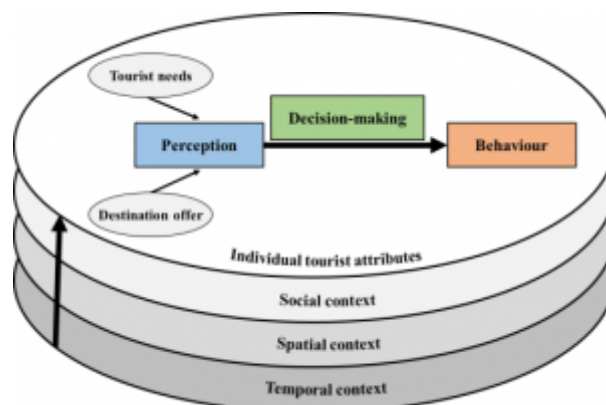 Tourist needs
Decision-making
Perception
Behaviour
Destination offer
Individual tourist attributes
Social context
Spatial context
Temporal context